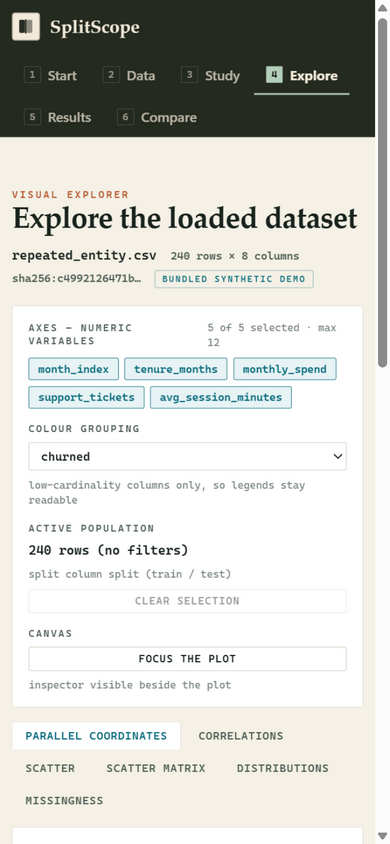 SplitScope
1 Start 2 Data 3 Study 4 Explore
5 Results 6 Compare
VISUAL EXPLORER
Explore the loaded dataset
repeated_entity.csv 240 rows × 8 columns
sha256:c4992126471b… BUNDLED SYNTHETIC DEMO
AXES — NUMERIC VARIABLES
5 of 5 selected · max 12
month_index tenure_months monthly_spend
support_tickets avg_session_minutes
COLOUR GROUPING
churned
low-cardinality columns only, so legends stay
readable
ACTIVE POPULATION
240 rows (no filters)
split column split (train / test)
CLEAR SELECTION
CANVAS
FOCUS THE PLOT
inspector visible beside the plot
PARALLEL COORDINATES CORRELATIONS
SCATTER SCATTER MATRIX DISTRIBUTIONS
MISSINGNESS